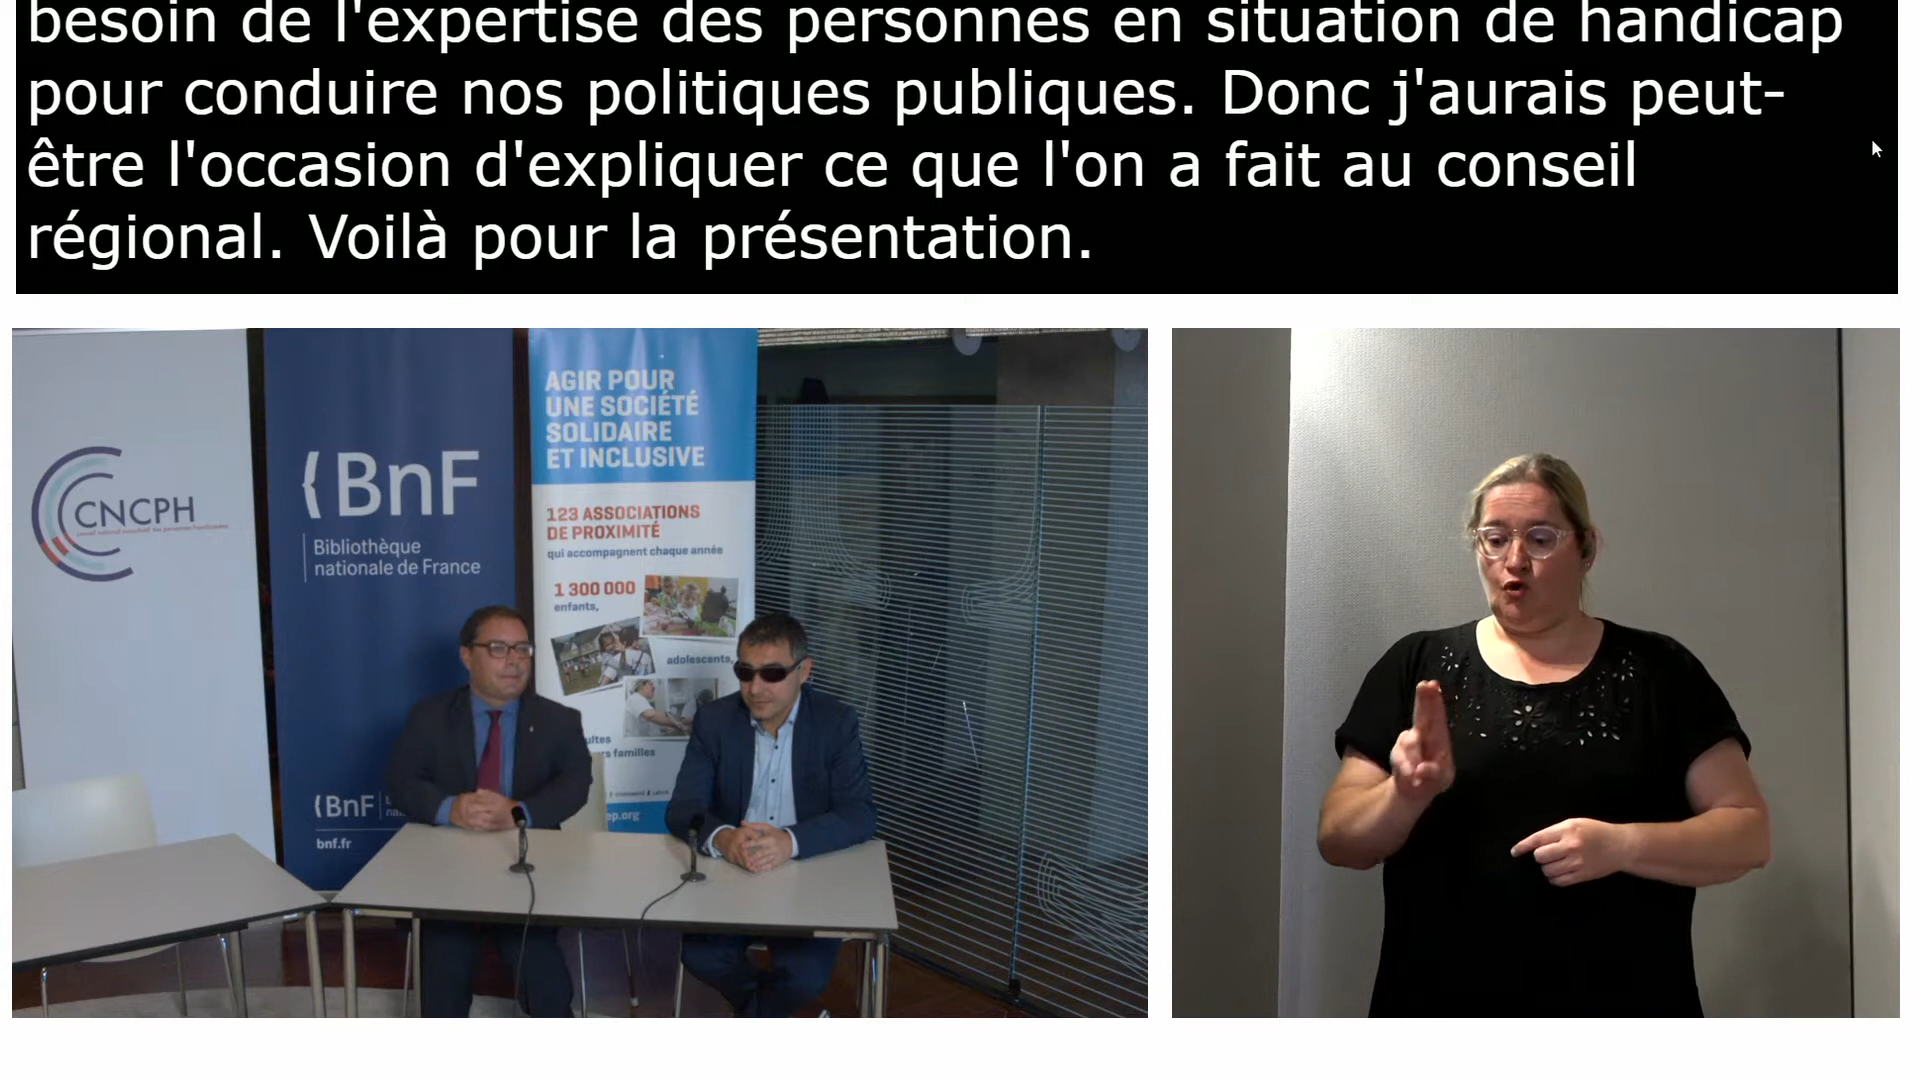 besoin de l'expertise des personnes en situation de handicap
pour conduire nos politiques publiques. Donc j'aurais peut-
être l'occasion d'expliquer ce que l'on a fait au conseil
régional. Voilà pour la présentation.
CNCPH
BnF
Bibliothèque
nationale de France
BnF
bnf.fr
AGIR POUR
UNE SOCIÉTÉ
SOLIDAIRE
ET INCLUSIVE
123 ASSOCIATIONS
DE PROXIMITÉ
qui accompagnent chaque année
1 300 000
enfants,
adolescents,
familles